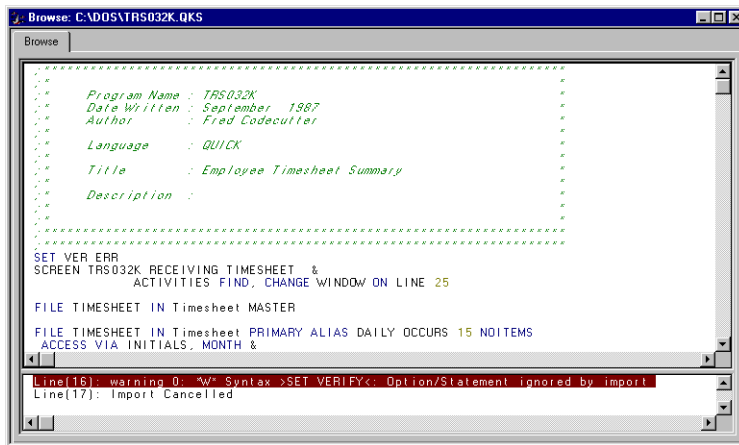 Browse: C:\DOS\TRS032K.QKS
Browse
;*********************************************************************
;* *
;* Program Name : TRS032K *
;* Date Written : September 1987 *
;* Author : Fred Codecutter *
;* *
;* Language : QUICK *
;* *
;* Title : Employee Timesheet Summary *
;* *
;* Description : *
;* *
;* *
;*********************************************************************
;*********************************************************************
SET VER ERR
SCREEN TRS032K RECEIVING TIMESHEET &
ACTIVITIES FIND, CHANGE WINDOW ON LINE 25
FILE TIMESHEET IN Timesheet MASTER
FILE TIMESHEET IN Timesheet PRIMARY ALIAS DAILY OCCURS 15 NOITEMS
ACCESS VIA INITIALS, MONTH &
Line(16): warning 0: *W* Syntax >SET VERIFY<: Option/Statement ignored by import
Line(17): Import Cancelled